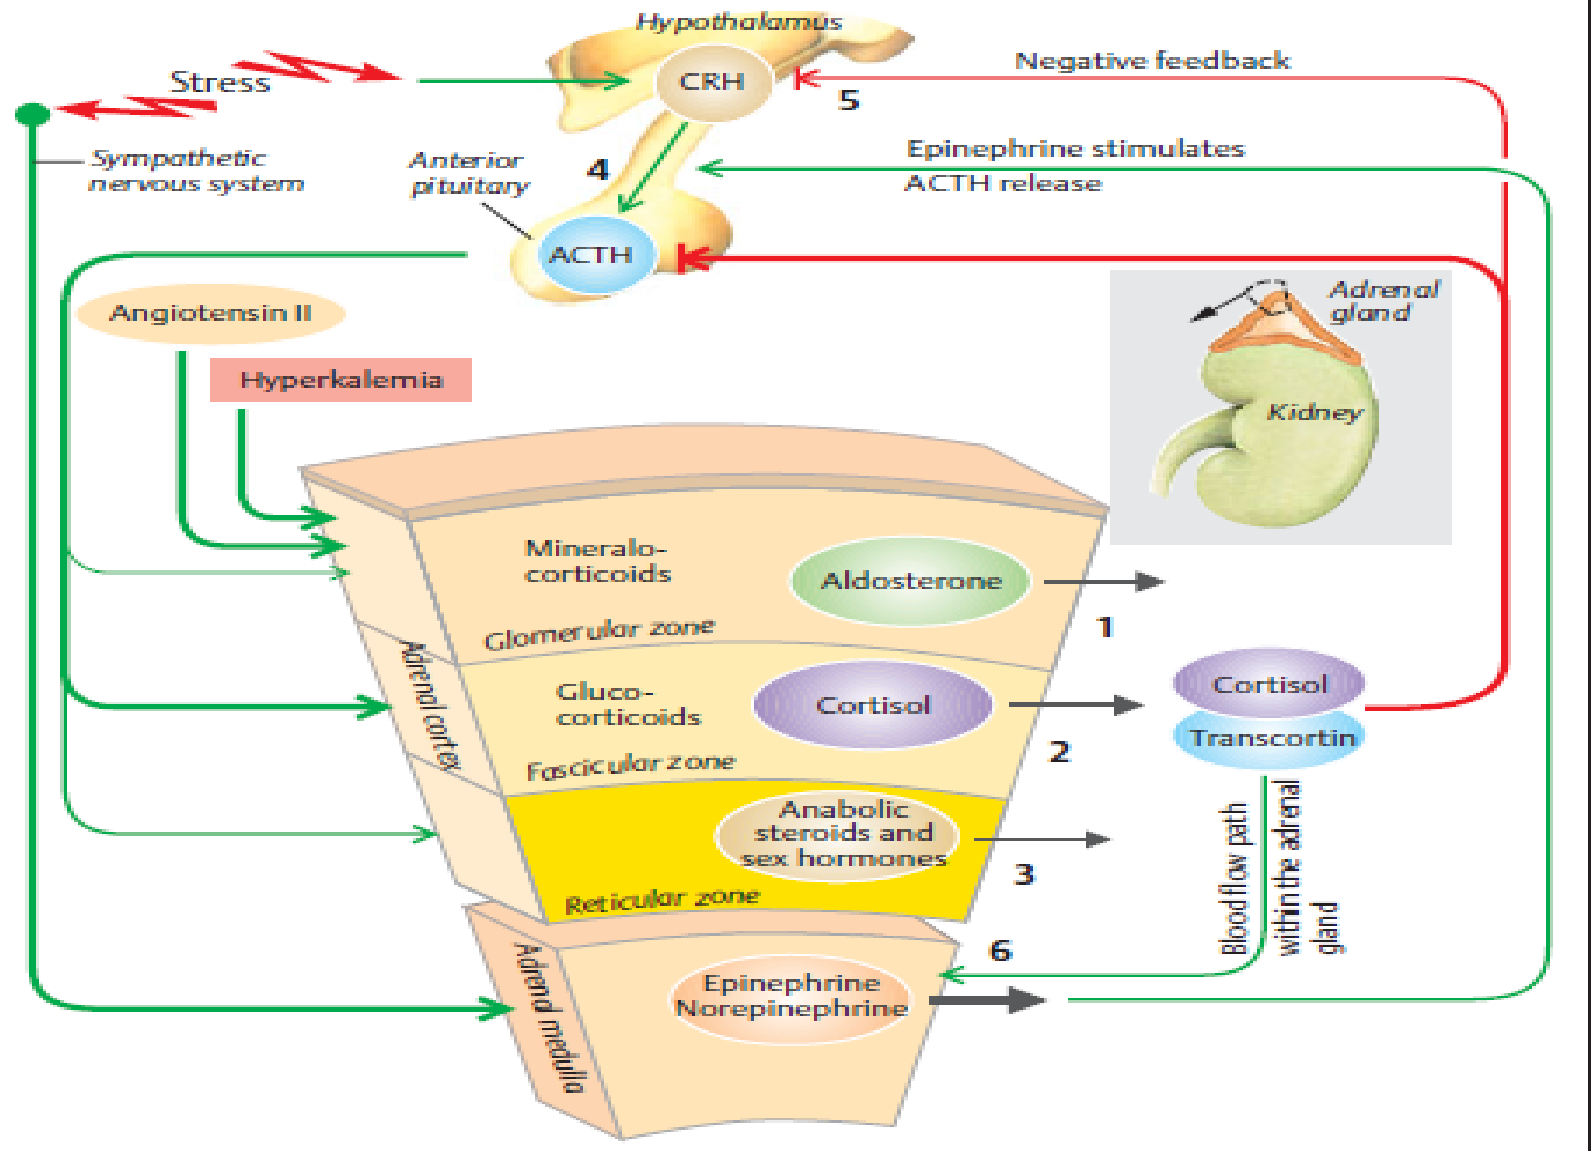 Hypothalamus
Stress
CRH
Negative feedback
5
Sympathetic
nervous system
Anterior
pituitary
4
Epinephrine stimulates
ACTH release
ACTH
Angiotensin II
Hyperkalemia
Adrenal
gland
Kidney
Mineralo-
corticoids
Aldosterone
Glomerular zone
1
Adrenal cortex
Gluco-
corticoids
Cortisol
Fascicular zone
2
Cortisol
Transcortin
Anabolic
steroids and
sex hormones
Reticular zone
3
Blood flow path
within the adrenal
gland
6
Adrenal medulla
Epinephrine
Norepinephrine